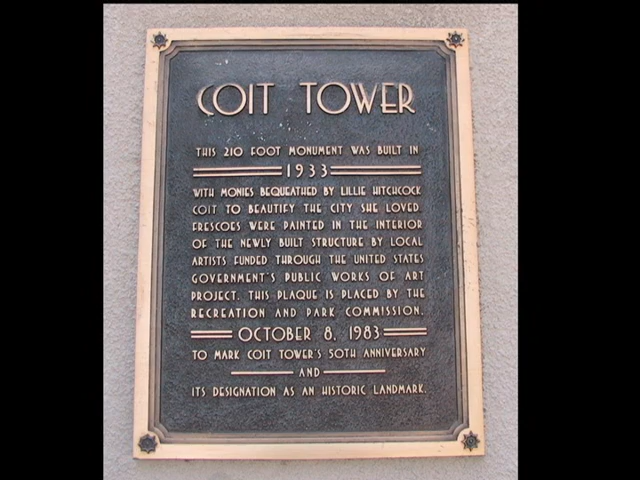 COIT TOWER
THIS 210 FOOT MONUMENT WAS BUILT IN
1933
WITH MONIES BEQUEATHED BY LILLIE HITCHCOCK
COIT TO BEAUTIFY THE CITY SHE LOVED.
FRESCOES WERE PAINTED IN THE INTERIOR
OF THE NEWLY BUILT STRUCTURE BY LOCAL
ARTISTS FUNDED THROUGH THE UNITED STATES
GOVERNMENT'S PUBLIC WORKS OF ART
PROJECT. THIS PLAQUE IS PLACED BY THE
RECREATION AND PARK COMMISSION,
OCTOBER 8, 1983
TO MARK COIT TOWER'S 50TH ANNIVERSARY
AND
ITS DESIGNATION AS AN HISTORIC LANDMARK.